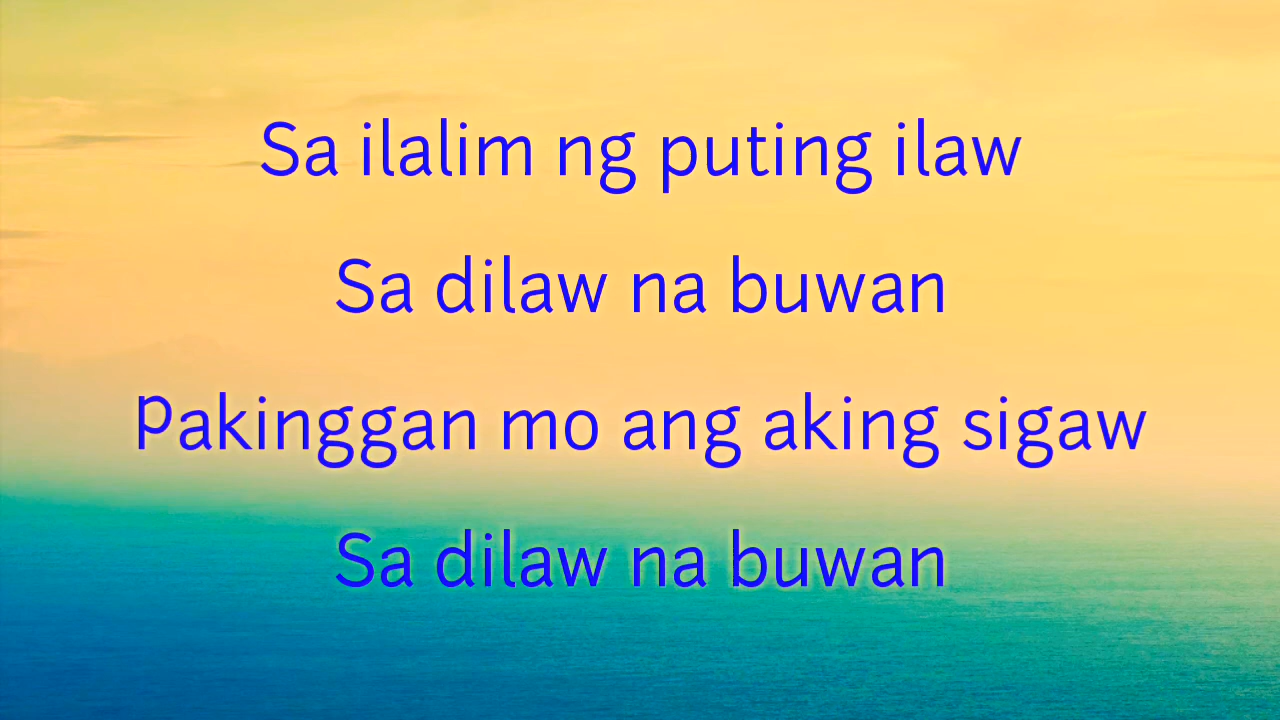 Sa ilalim ng puting ilaw
Sa dilaw na buwan
Pakinggan mo ang aking sigaw
Sa dilaw na buwan